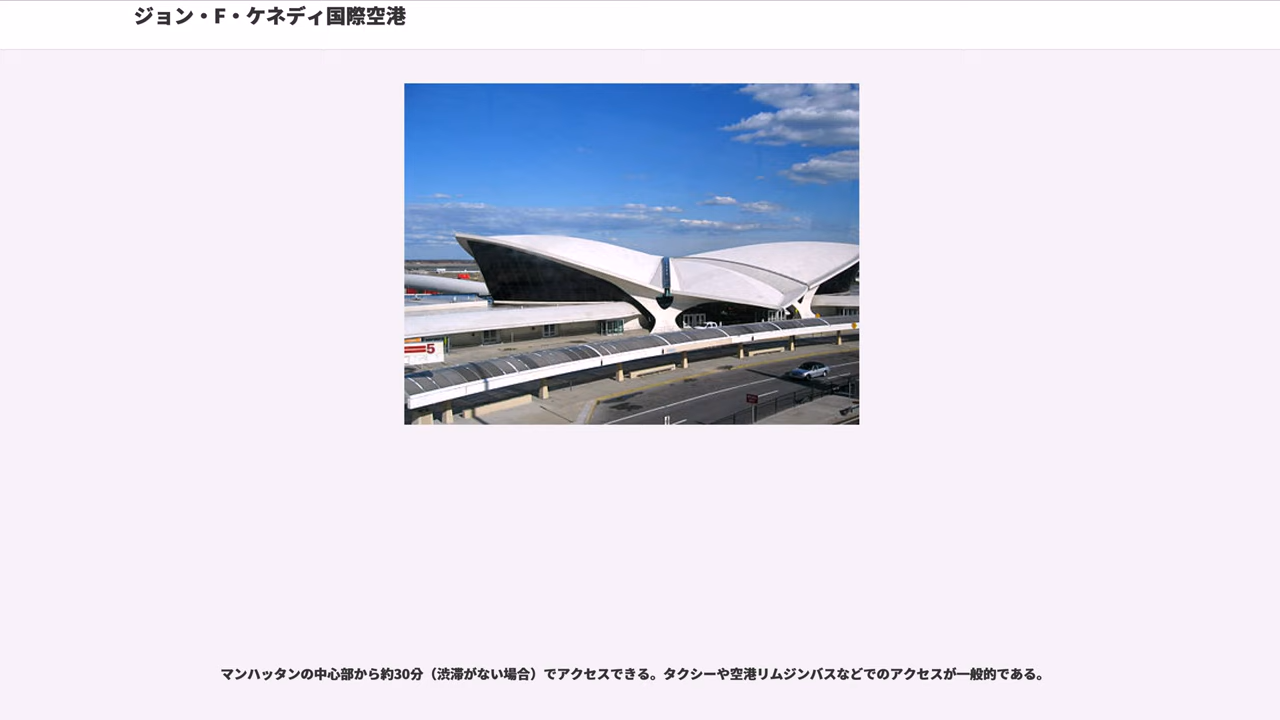 ジョン・F・ケネディ国際空港
5
マンハッタンの中心部から約30分（渋滞がない場合）でアクセスできる。タクシーや空港リムジンバスなどでのアクセスが一般的である。